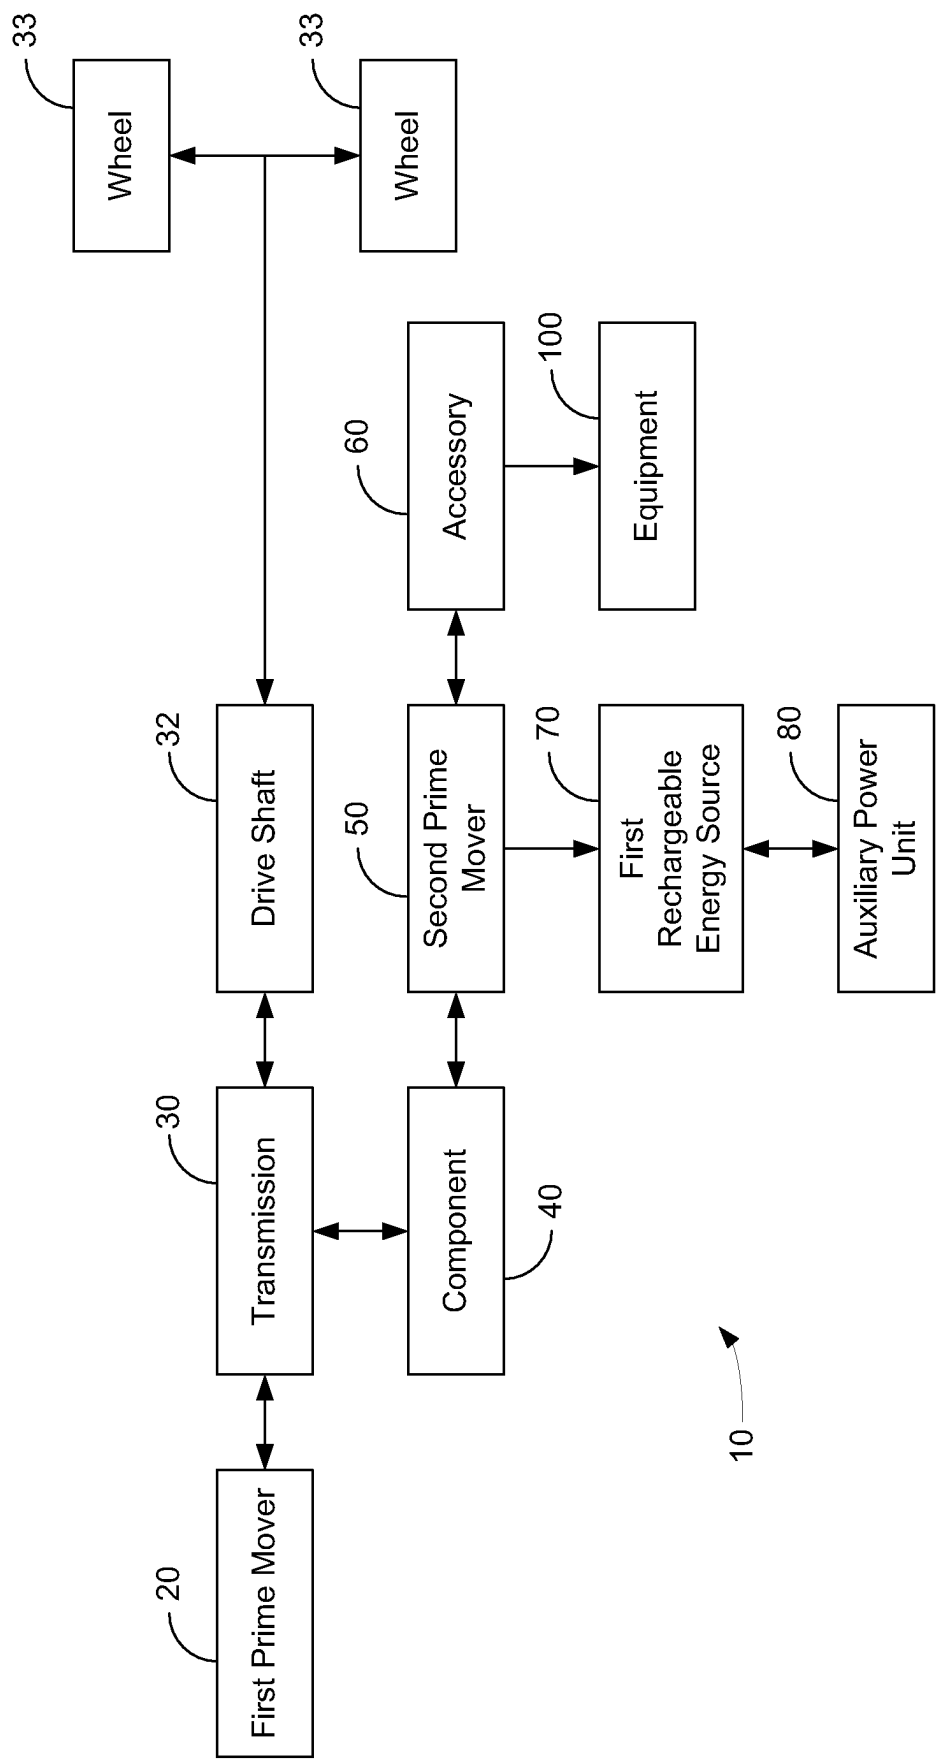 33
Wheel
33
Wheel
20
First Prime Mover
30
Transmission
32
Drive Shaft
40
Component
50
Second Prime
Mover
60
Accessory
70
First
Rechargeable
Energy Source
100
Equipment
80
Auxiliary Power
Unit
10